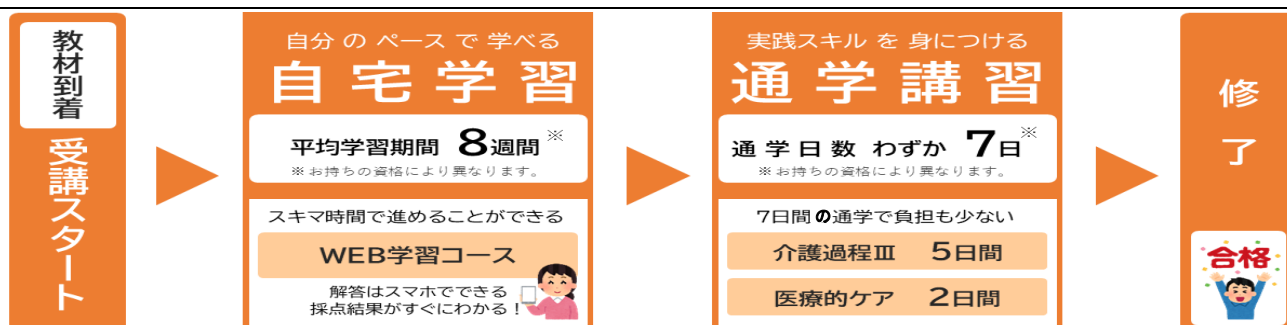 教材到着
受講スタート
自分 の ペース で 学べる
自宅学習
平均学習期間 8週間※
※お持ちの資格により異なります。
スキマ時間で進めることができる
WEB学習コース
解答はスマホでできる
採点結果がすぐにわかる！
実践スキル を 身につける
通学講習
通学日数 わずか 7日※
※お持ちの資格により異なります。
7日間の通学で負担も少ない
介護過程Ⅲ 5日間
医療的ケア 2日間
修了
合格